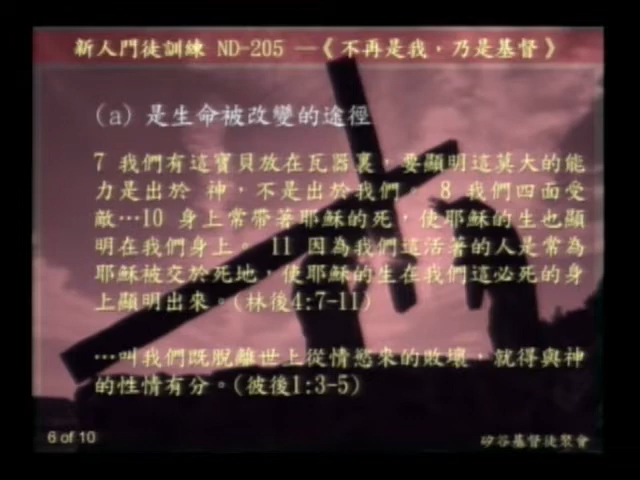 新人門徒訓練 ND-205 —《不再是我，乃是基督》
(a) 是生命被改變的途徑
7 我們有這寶貝放在瓦器裏，要顯明這莫大的能
力是出於 神，不是出於我們。 8 我們四面受
敵…10 身上常帶著耶穌的死，使耶穌的生也顯
明在我們身上。 11 因為我們這活著的人是常為
耶穌被交於死地，使耶穌的生在我們這必死的身
上顯明出來。(林後4:7-11)
…叫我們既脫離世上從情慾來的敗壞，就得與神
的性情有分。(彼後1:3-5)
6 of 10
矽谷基督徒聚會